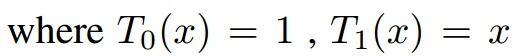 where T₀(x) = 1 , T₁(x) = x